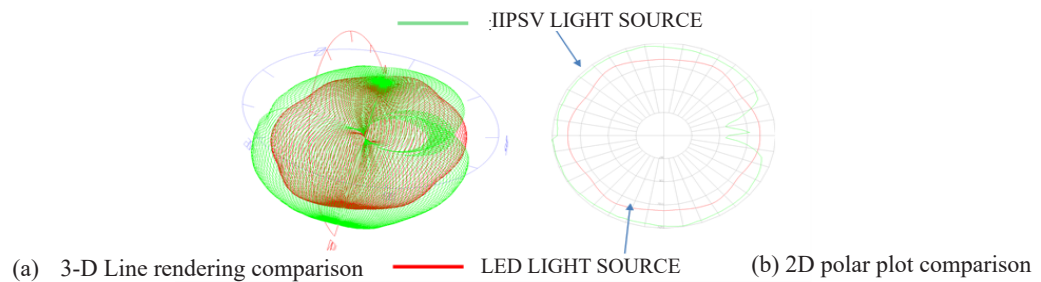 :IIPSV LIGHT SOURCE
(a) 3-D Line rendering comparison
LED LIGHT SOURCE
(b) 2D polar plot comparison